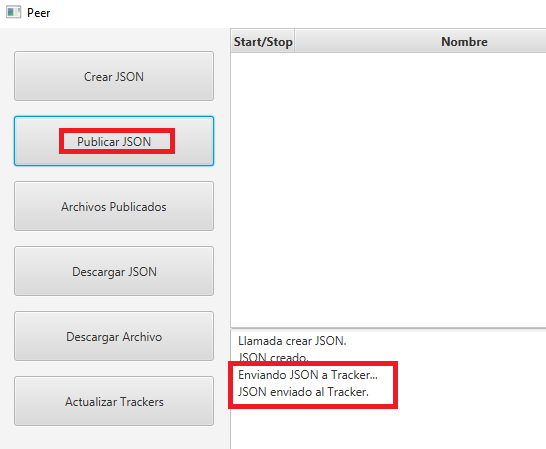 Peer
Crear JSON
Publicar JSON
Archivos Publicados
Descargar JSON
Descargar Archivo
Actualizar Trackers
Start/Stop
Nombre
Llamada crear JSON.
JSON creado.
Enviando JSON a Tracker...
JSON enviado al Tracker.